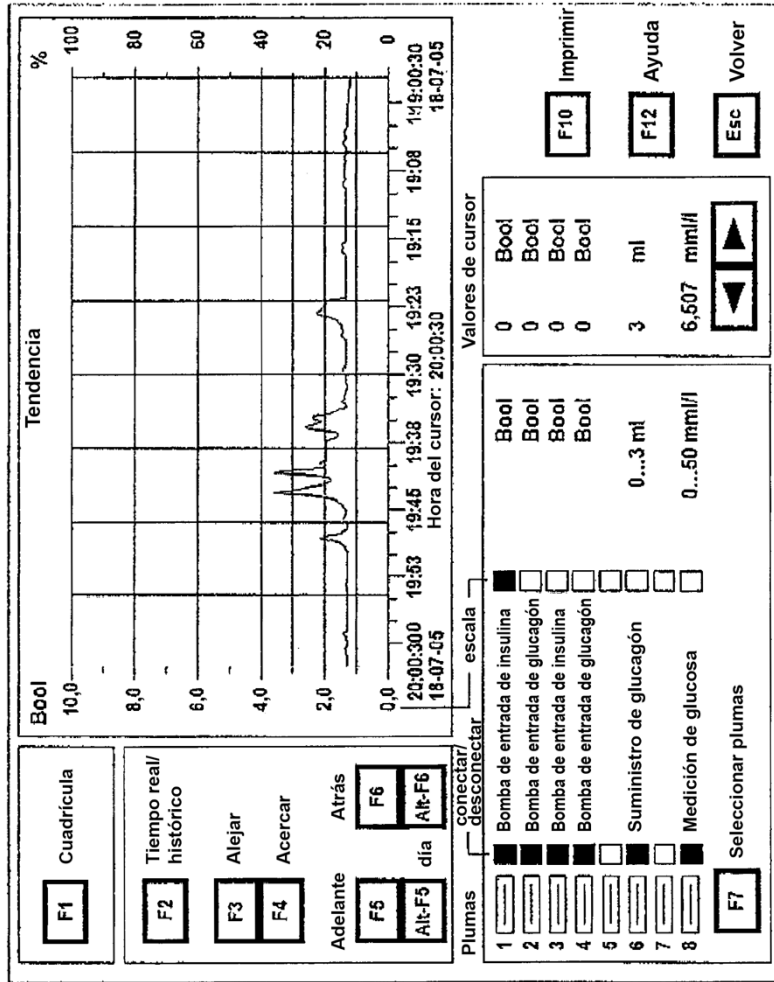 F1 Cuadrícula
F2 Tiempo real/
histórico
F3 Alejar
F4 Acercar
Adelante Atrás
F5 F6
Alt-F5 día Alt-F6
Tendencia
Bool %
10,0 100
8,0 80
6,0 60
4,0 40
2,0 20
0,0 0
20:00:300 19:53 19:45 19:38 19:30 19:23 19:15 19:08 1:19:00:30
18-07-05 Hora del cursor: 20:00:30 18-07-05
Plumas conectar/
desconectar escala
1 Bomba de entrada de insulina Bool
2 Bomba de entrada de glucagón Bool
3 Bomba de entrada de insulina Bool
4 Bomba de entrada de glucagón Bool
5
6 Suministro de glucagón 0...3 ml
7
8 Medición de glucosa 0...50 mml/l
F7 Seleccionar plumas
Valores de cursor
0 Bool
0 Bool
0 Bool
0 Bool
3 ml
6,507 mml/l
F10 Imprimir
F12 Ayuda
Esc Volver